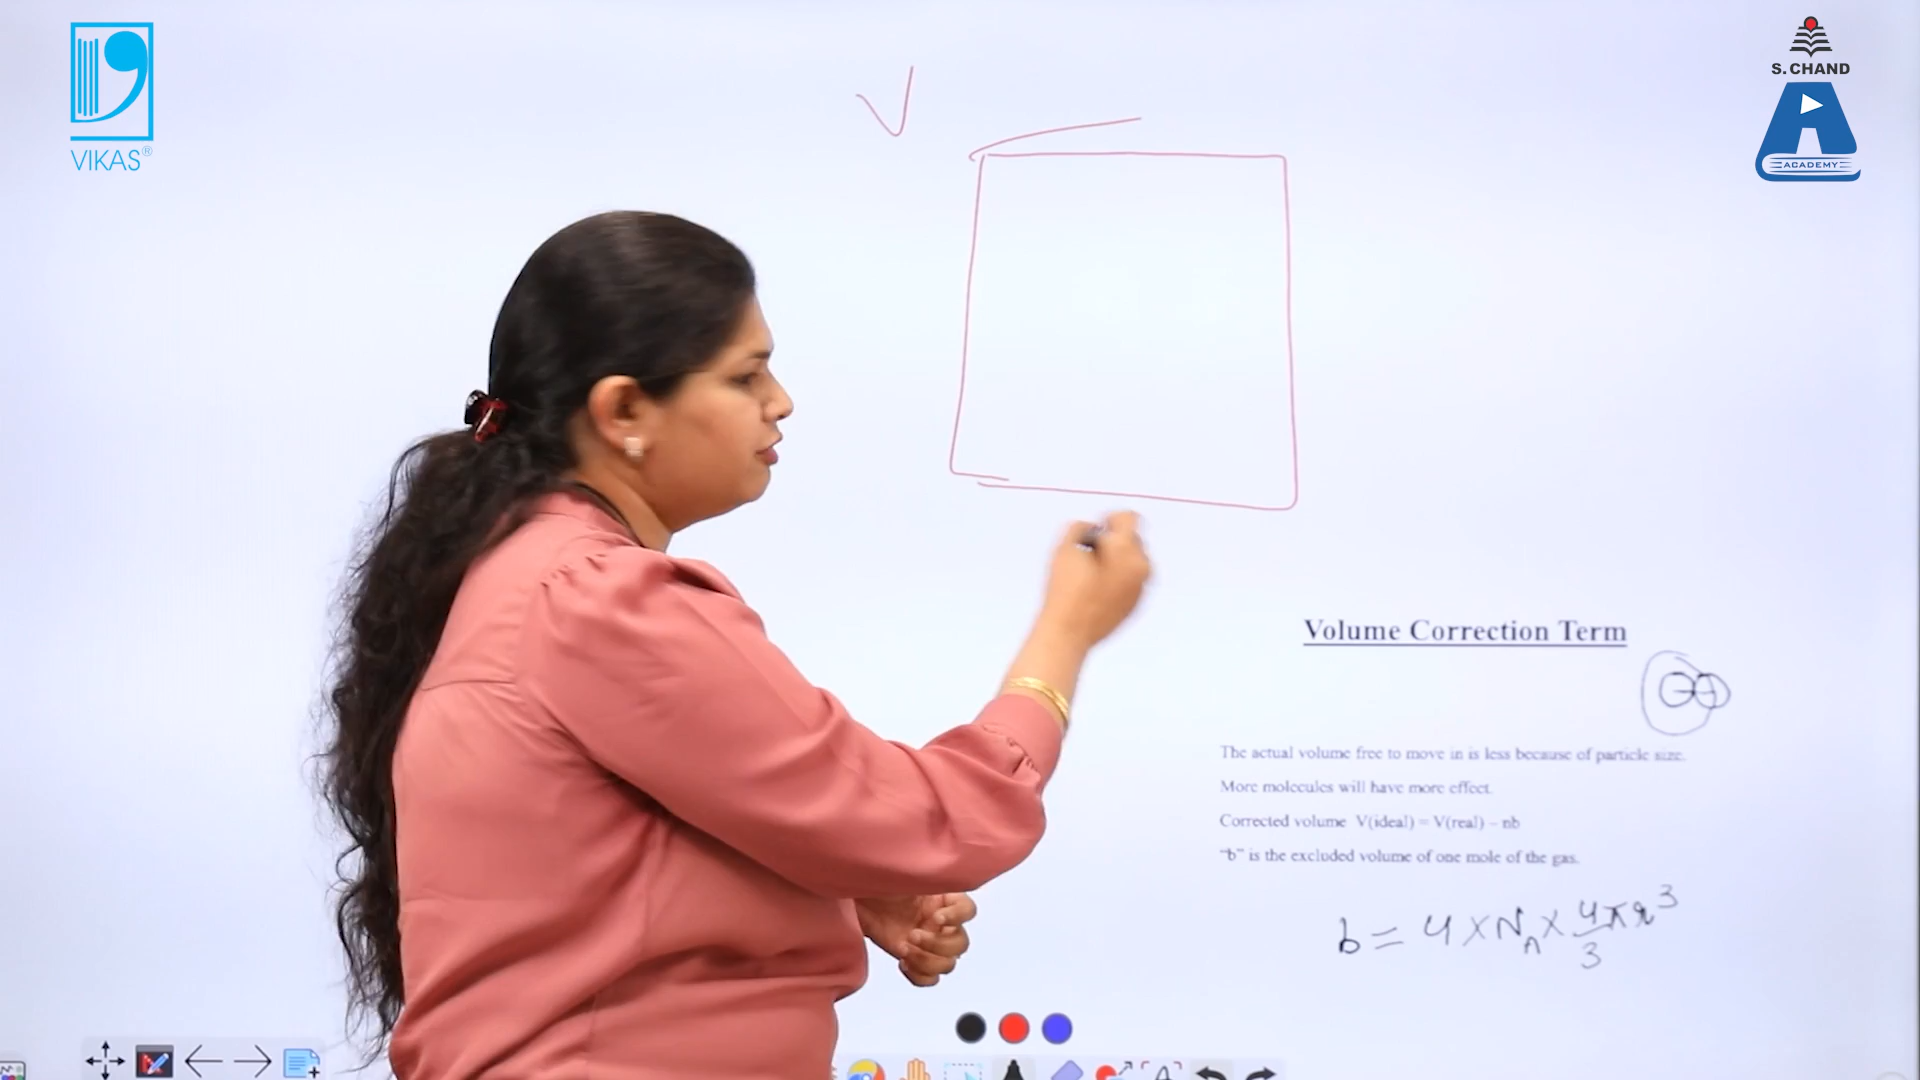 VIKAS®
S. CHAND
ACADEMY
V
Volume Correction Term
The actual volume free to move in is less because of particle size.
More molecules will have more effect.
Corrected volume V(ideal) = V(real) – nb
“b” is the excluded volume of one mole of the gas.
b = 4 × N_A × 4πr³/3